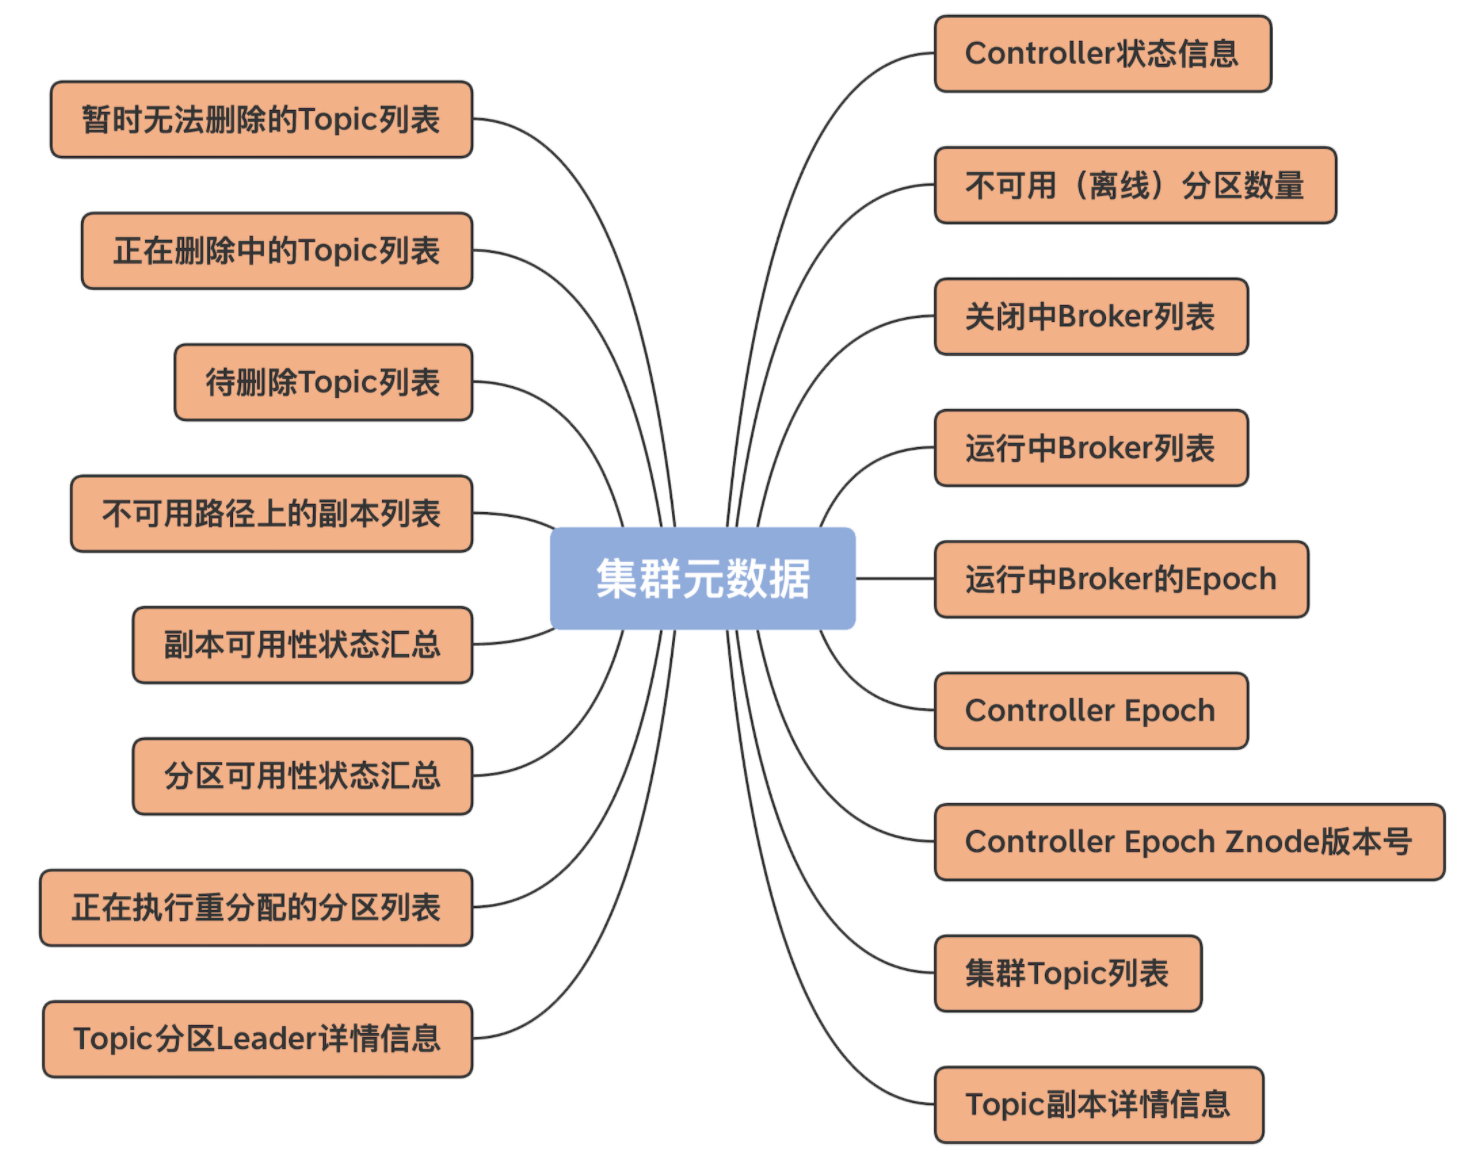 集群元数据
Controller状态信息
不可用（离线）分区数量
关闭中Broker列表
运行中Broker列表
运行中Broker的Epoch
Controller Epoch
Controller Epoch Znode版本号
集群Topic列表
Topic副本详情信息
暂时无法删除的Topic列表
正在删除中的Topic列表
待删除Topic列表
不可用路径上的副本列表
副本可用性状态汇总
分区可用性状态汇总
正在执行重分配的分区列表
Topic分区Leader详情信息